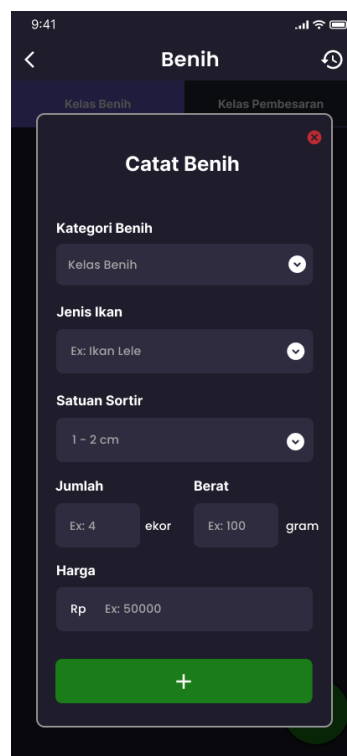 9:41
Benih
Kelas Benih Kelas Pembesaran
Catat Benih
Kategori Benih
Kelas Benih
Jenis Ikan
Ex: Ikan Lele
Satuan Sortir
1 - 2 cm
Jumlah Berat
Ex: 4 ekor Ex: 100 gram
Harga
Rp Ex: 50000
+